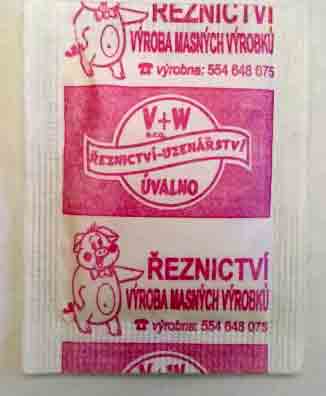 ŘEZNICTVÍ
VÝROBA MASNÝCH VÝROBKŮ
☎ výrobna: 554 648 075
V+W
s.r.o.
ŘEZNICTVÍ-UZENÁŘSTVÍ
ÚVALNO
ŘEZNICTVÍ
VÝROBA MASNÝCH VÝROBKŮ
☎ výrobna: 554 648 075
V+W